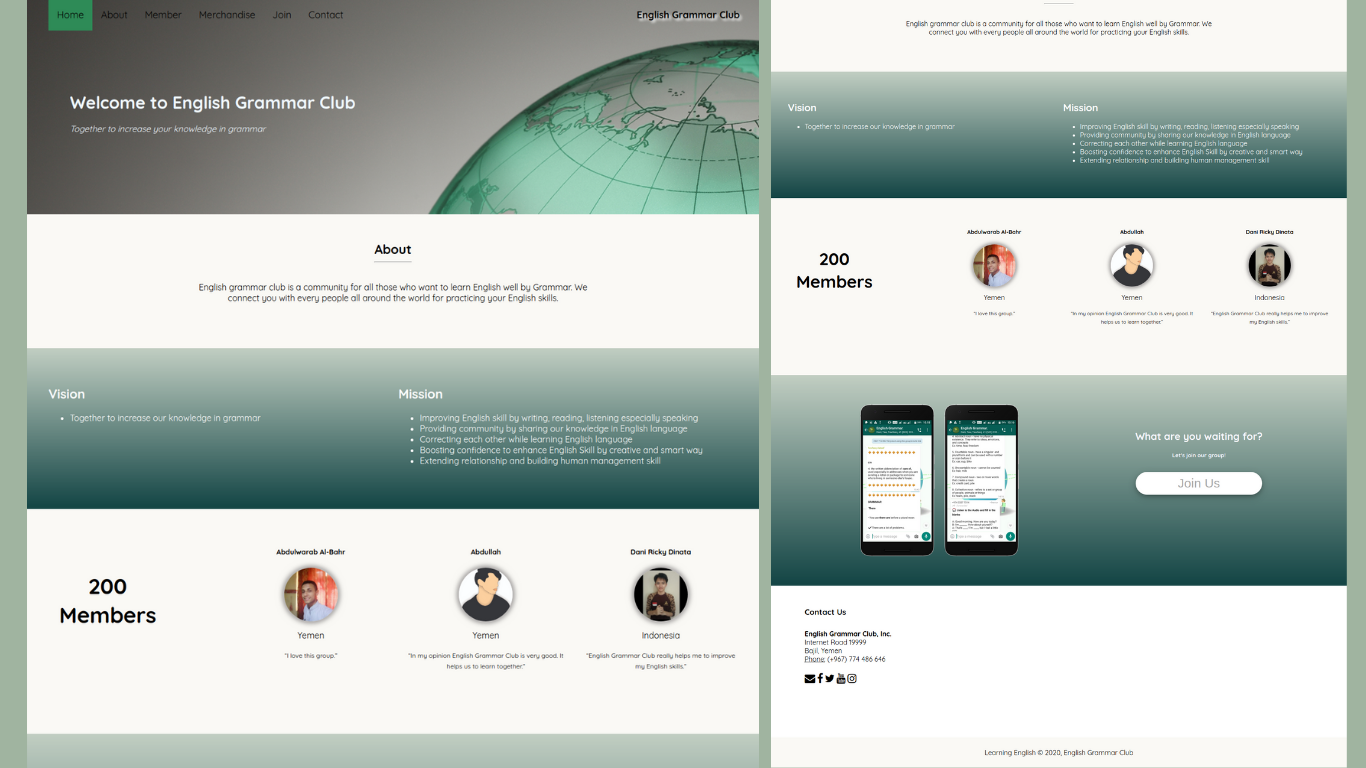 Home About Member Merchandise Join Contact
English Grammar Club
Welcome to English Grammar Club
Together to increase your knowledge in grammar
About
English grammar club is a community for all those who want to learn English well by Grammar. We
connect you with every people all around the world for practicing your English skills.
Vision
• Together to increase our knowledge in grammar
Mission
• Improving English skill by writing, reading, listening especially speaking
• Providing community by sharing our knowledge in English language
• Correcting each other while learning English language
• Boosting confidence to enhance English Skill by creative and smart way
• Extending relationship and building human management skill
200
Members
Abdulwarab Al-Bahr
Yemen
"I love this group."
Abdullah
Yemen
"In my opinion English Grammar Club is very good. It
helps us to learn together."
Dani Ricky Dinata
Indonesia
"English Grammar Club really helps me to improve
my English skills."
English grammar club is a community for all those who want to learn English well by Grammar. We
connect you with every people all around the world for practicing your English skills.
Vision
• Together to increase our knowledge in grammar
Mission
• Improving English skill by writing, reading, listening especially speaking
• Providing community by sharing our knowledge in English language
• Correcting each other while learning English language
• Boosting confidence to enhance English Skill by creative and smart way
• Extending relationship and building human management skill
200
Members
Abdulwarab Al-Bahr
Yemen
"I love this group."
Abdullah
Yemen
"In my opinion English Grammar Club is very good. It
helps us to learn together."
Dani Ricky Dinata
Indonesia
"English Grammar Club really helps me to improve
my English skills."
What are you waiting for?
Let's join our group!
Join Us
Contact Us
English Grammar Club, Inc.
Internet Road 19999
Bajil, Yemen
Phone: (+967) 774 486 646
Learning English © 2020, English Grammar Club